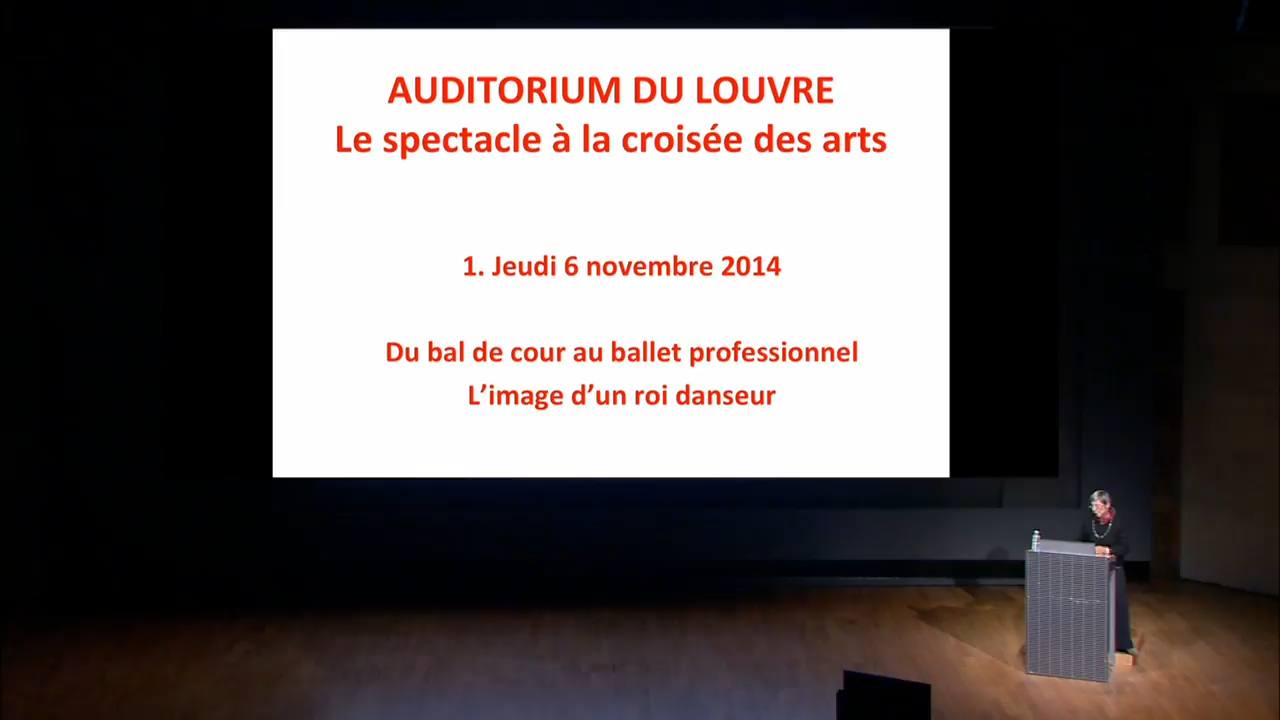 AUDITORIUM DU LOUVRE
Le spectacle à la croisée des arts
1. Jeudi 6 novembre 2014
Du bal de cour au ballet professionnel
L’image d’un roi danseur